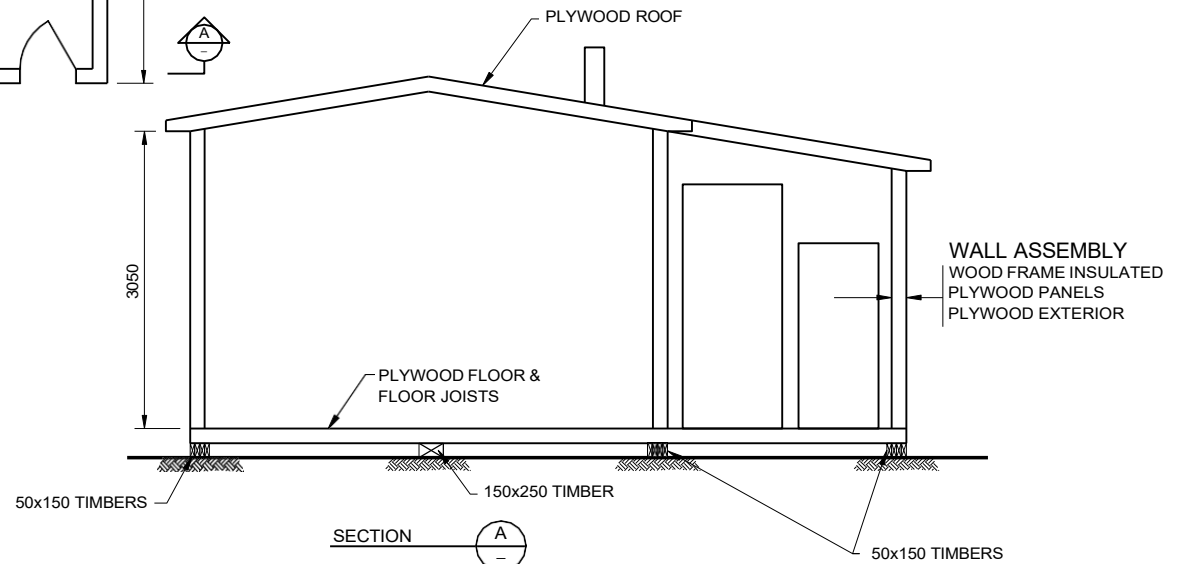 PLYWOOD ROOF
A
–
3050
WALL ASSEMBLY
WOOD FRAME INSULATED
PLYWOOD PANELS
PLYWOOD EXTERIOR
PLYWOOD FLOOR &
FLOOR JOISTS
50x150 TIMBERS
150x250 TIMBER
SECTION
A
–
50x150 TIMBERS